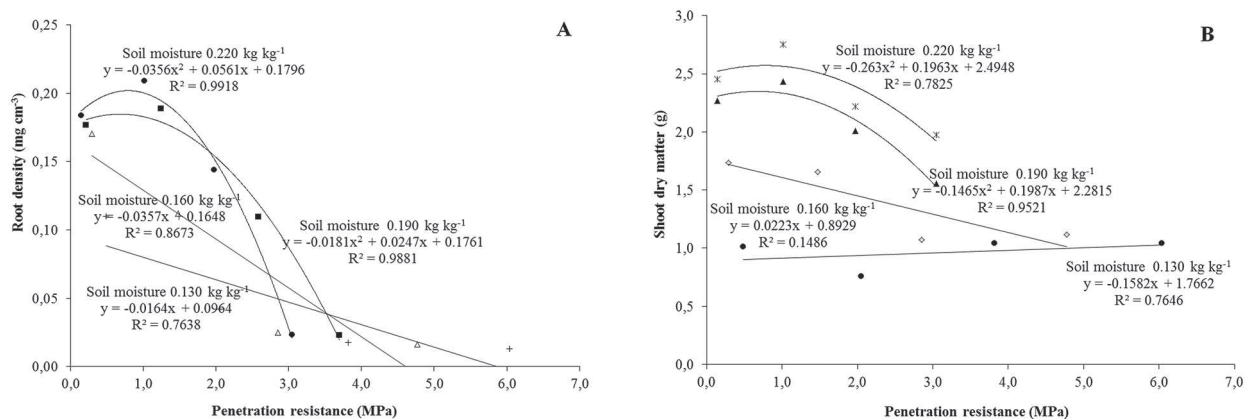 A
0,25
0,20
0,15
0,10
0,05
0,00
Root density (mg cm⁻³)
Soil moisture 0.220 kg kg⁻¹
y = -0.0356x² + 0.0561x + 0.1796
R² = 0.9918
Soil moisture 0.160 kg kg⁻¹
y = -0.0357x + 0.1648
R² = 0.8673
Soil moisture 0.190 kg kg⁻¹
y = -0.0181x² + 0.0247x + 0.1761
R² = 0.9881
Soil moisture 0.130 kg kg⁻¹
y = -0.0164x + 0.0964
R² = 0.7638
0,0 1,0 2,0 3,0 4,0 5,0 6,0 7,0
Penetration resistance (MPa)
B
3,0
2,5
2,0
1,5
1,0
0,5
0,0
Shoot dry matter (g)
Soil moisture 0.220 kg kg⁻¹
y = -0.263x² + 0.1963x + 2.4948
R² = 0.7825
Soil moisture 0.190 kg kg⁻¹
y = -0.1465x² + 0.1987x + 2.2815
R² = 0.9521
Soil moisture 0.160 kg kg⁻¹
y = 0.0223x + 0.8929
R² = 0.1486
Soil moisture 0.130 kg kg⁻¹
y = -0.1582x + 1.7662
R² = 0.7646
0,0 1,0 2,0 3,0 4,0 5,0 6,0 7,0
Penetration resistance (MPa)